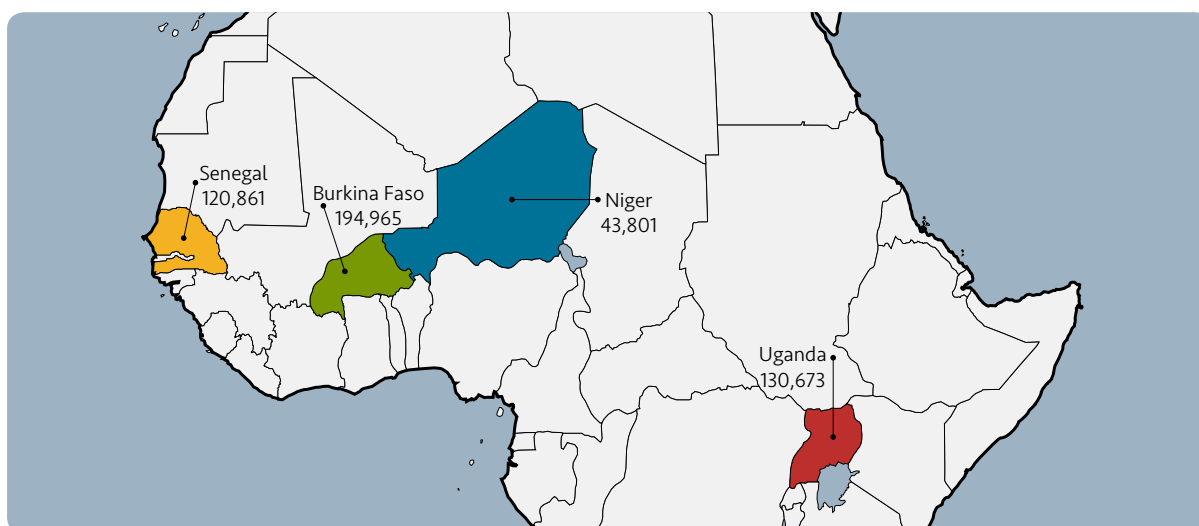 Senegal
120,861
Burkina Faso
194,965
Niger
43,801
Uganda
130,673